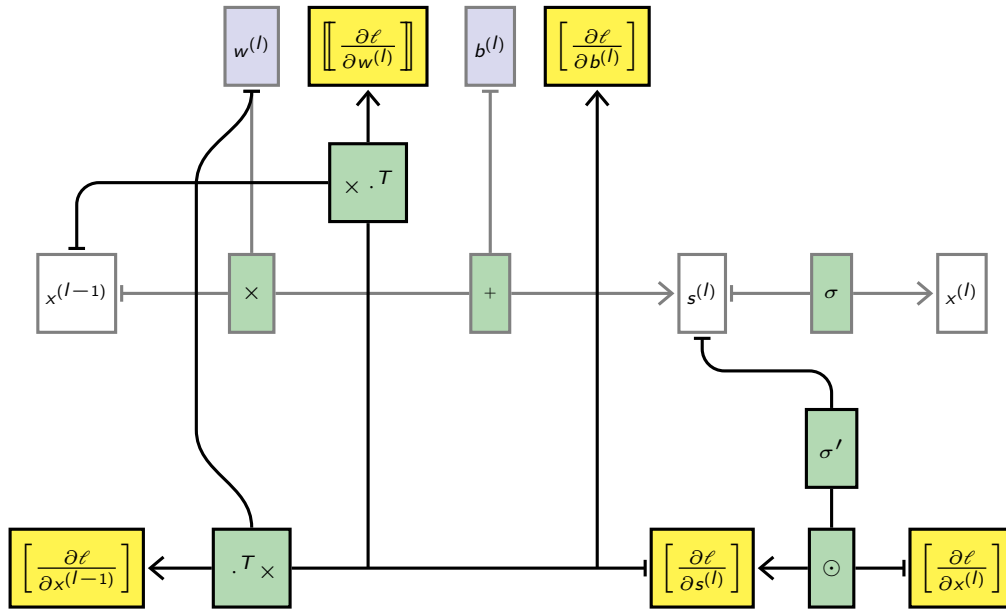 w^{(l)} [[ ∂ℓ/∂w^{(l)} ]] b^{(l)} [ ∂ℓ/∂b^{(l)} ]
× ·^T
x^{(l−1)} × + s^{(l)} σ x^{(l)}
σ′
[ ∂ℓ/∂x^{(l−1)} ] ·^T × [ ∂ℓ/∂s^{(l)} ] ⊙ [ ∂ℓ/∂x^{(l)} ]